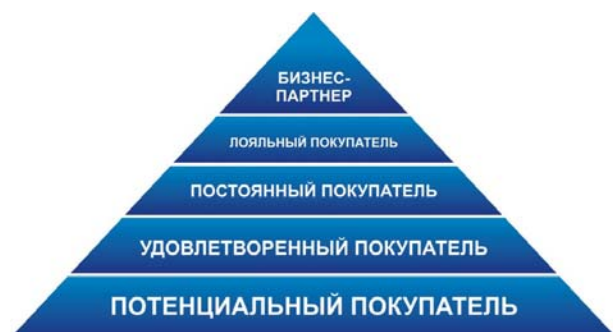 БИЗНЕС-
ПАРТНЕР
ЛОЯЛЬНЫЙ ПОКУПАТЕЛЬ
ПОСТОЯННЫЙ ПОКУПАТЕЛЬ
УДОВЛЕТВОРЕННЫЙ ПОКУПАТЕЛЬ
ПОТЕНЦИАЛЬНЫЙ ПОКУПАТЕЛЬ